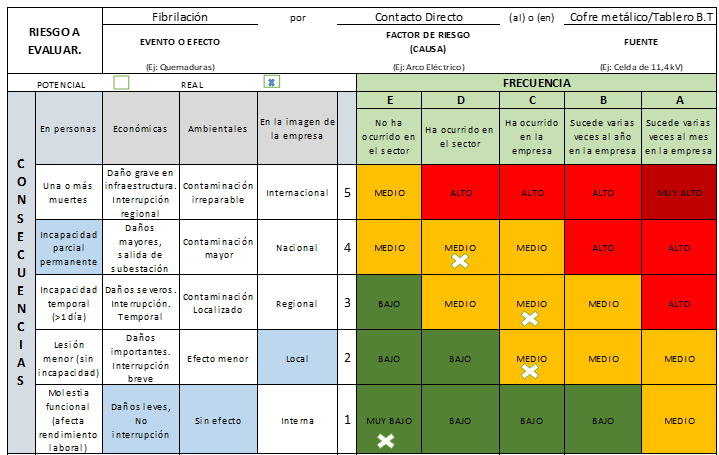 RIESGO A EVALUAR.
Fibrilación por Contacto Directo (al) o (en) Cofre metálico/Tablero B.T
EVENTO O EFECTO
FACTOR DE RIESGO (CAUSA)
FUENTE
(Ej: Quemaduras)
(Ej: Arco Eléctrico)
(Ej: Celda de 11,4 kV)
POTENCIAL
REAL
FRECUENCIA
CONSECUENCIAS
En personas
Económicas
Ambientales
En la imagen de la empresa
E
D
C
B
A
No ha ocurrido en el sector
Ha ocurrido en el sector
Ha ocurrido en la empresa
Sucede varias veces al año en la empresa
Sucede varias veces al mes en la empresa
Una o más muertes
Daño grave en infraestructura. Interrupción regional
Contaminación irreparable
Internacional
5
MEDIO
ALTO
ALTO
ALTO
MUY ALTO
Incapacidad parcial permanente
Daños mayores, salida de subestación
Contaminación mayor
Nacional
4
MEDIO
MEDIO
MEDIO
ALTO
ALTO
Incapacidad temporal (>1 día)
Daños severos. Interrupción. Temporal
Contaminación Localizado
Regional
3
BAJO
MEDIO
MEDIO
MEDIO
ALTO
Lesión menor (sin incapacidad)
Daños importantes. Interrupción breve
Efecto menor
Local
2
BAJO
BAJO
MEDIO
MEDIO
MEDIO
Molestia funcional (afecta rendimiento laboral)
Daños leves, No interrupción
Sin efecto
Interna
1
MUY BAJO
BAJO
BAJO
BAJO
MEDIO